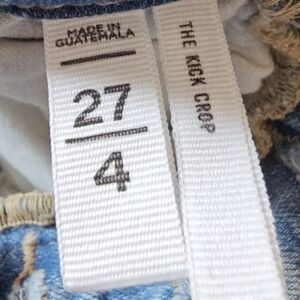 MADE IN
GUATEMALA
27
4
THE KICK CROP